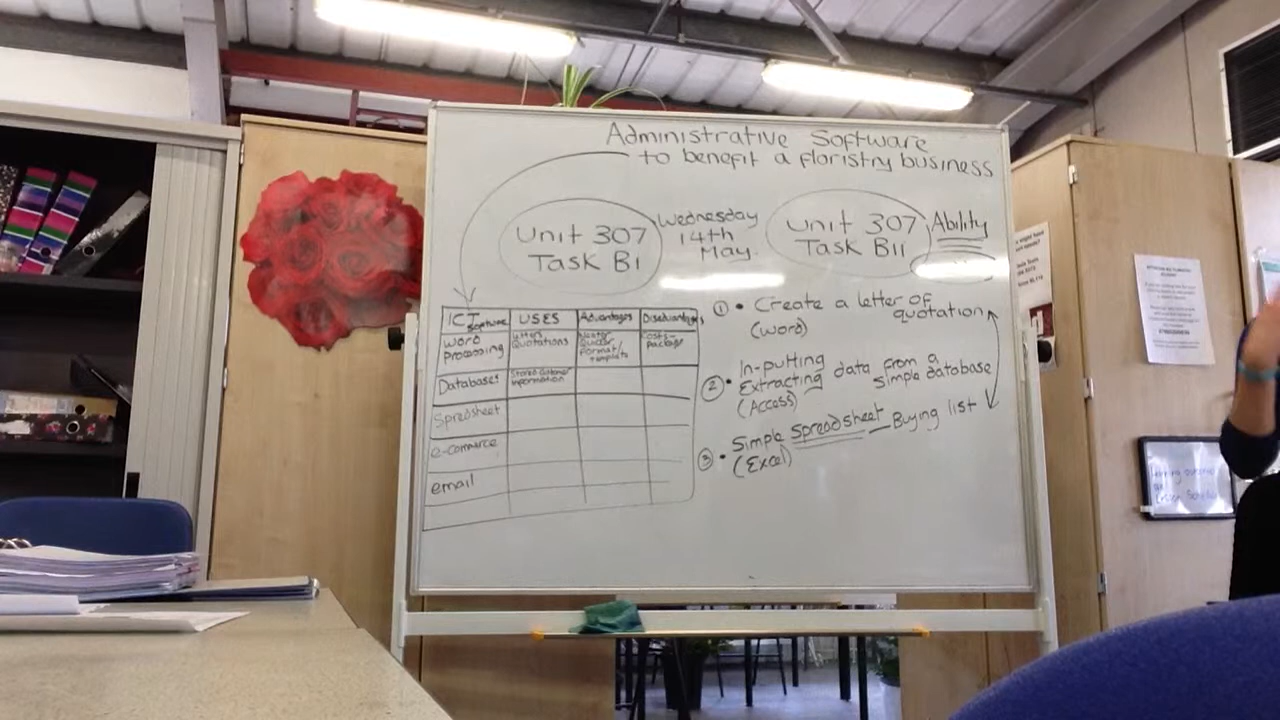 Administrative Software
to benefit a floristry business
Unit 307
Task B1
Wednesday
14th
May.
Unit 307
Task B11
Ability
ICT Software
USES
Advantages
Disadvantages
Word
processing
Letters
Quotations
Neater
Quicker
Format/
template
Costs-
package
Databases
Stores customer
information
Spreadsheet
e-commerce
email
① • Create a letter of
quotation
(Word)
② • In-putting
Extracting data from a
simple database
(Access)
③ • Simple Spreadsheet - Buying list
(Excel)